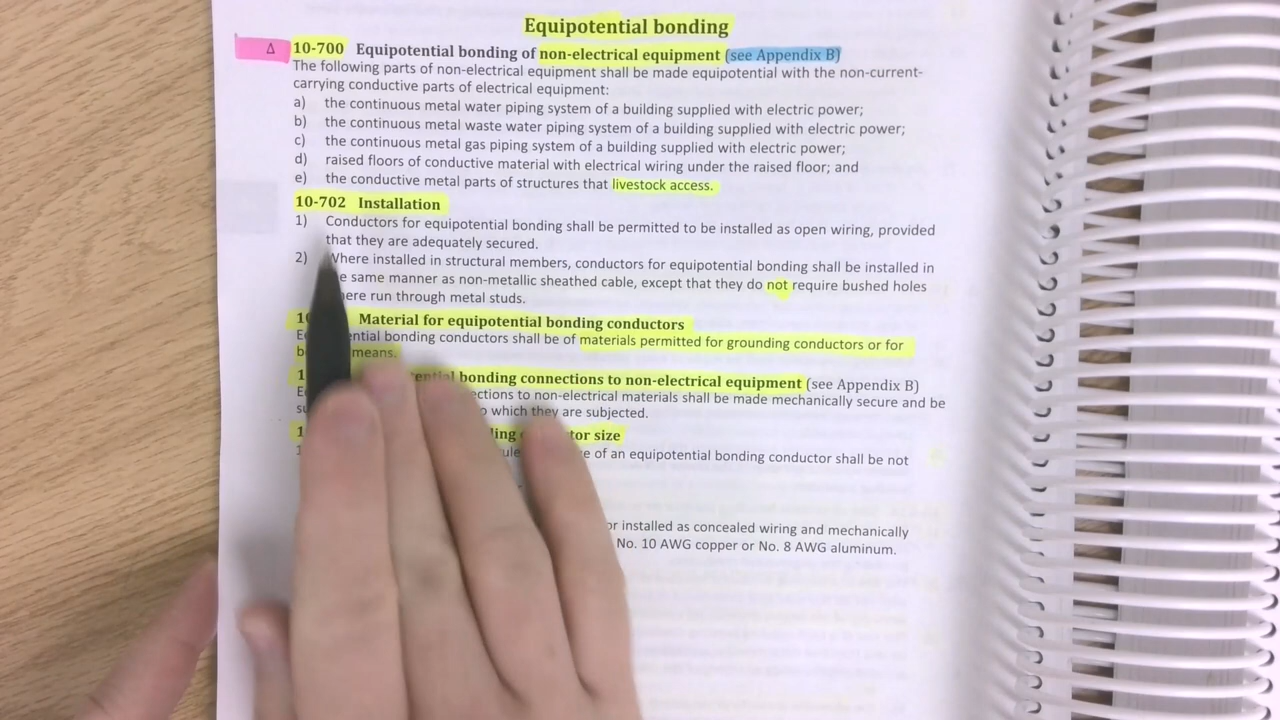 Equipotential bonding
Δ 10-700 Equipotential bonding of non-electrical equipment (see Appendix B)
The following parts of non-electrical equipment shall be made equipotential with the non-current-
carrying conductive parts of electrical equipment:
a) the continuous metal water piping system of a building supplied with electric power;
b) the continuous metal waste water piping system of a building supplied with electric power;
c) the continuous metal gas piping system of a building supplied with electric power;
d) raised floors of conductive material with electrical wiring under the raised floor; and
e) the conductive metal parts of structures that livestock access.
10-702 Installation
1) Conductors for equipotential bonding shall be permitted to be installed as open wiring, provided
that they are adequately secured.
2) Where installed in structural members, conductors for equipotential bonding shall be installed in
same manner as non-metallic sheathed cable, except that they do not require bushed holes
run through metal studs.
Material for equipotential bonding conductors
bonding conductors shall be of materials permitted for grounding conductors or for
means.
bonding connections to non-electrical equipment (see Appendix B)
to non-electrical materials shall be made mechanically secure and be
which they are subjected.
size
of an equipotential bonding conductor shall be not
or installed as concealed wiring and mechanically
No. 10 AWG copper or No. 8 AWG aluminum.